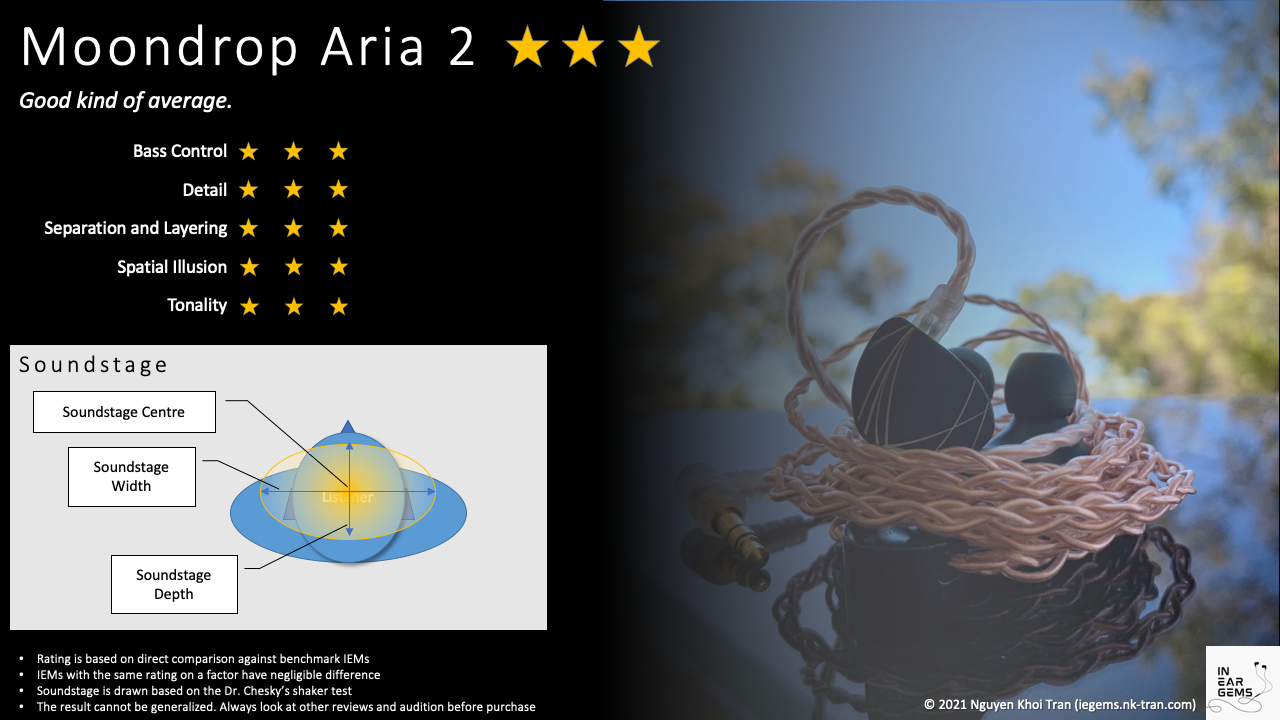 Moondrop Aria 2
Good kind of average.
Bass Control
Detail
Separation and Layering
Spatial Illusion
Tonality
Soundstage
Soundstage Centre
Soundstage
Width
Listener
Soundstage
Depth
• Rating is based on direct comparison against benchmark IEMs
• IEMs with the same rating on a factor have negligible difference
• Soundstage is drawn based on the Dr. Chesky’s shaker test
• The result cannot be generalized. Always look at other reviews and audition before purchase
© 2021 Nguyen Khoi Tran (iegems.nk-tran.com)
IN
EAR
GEMS